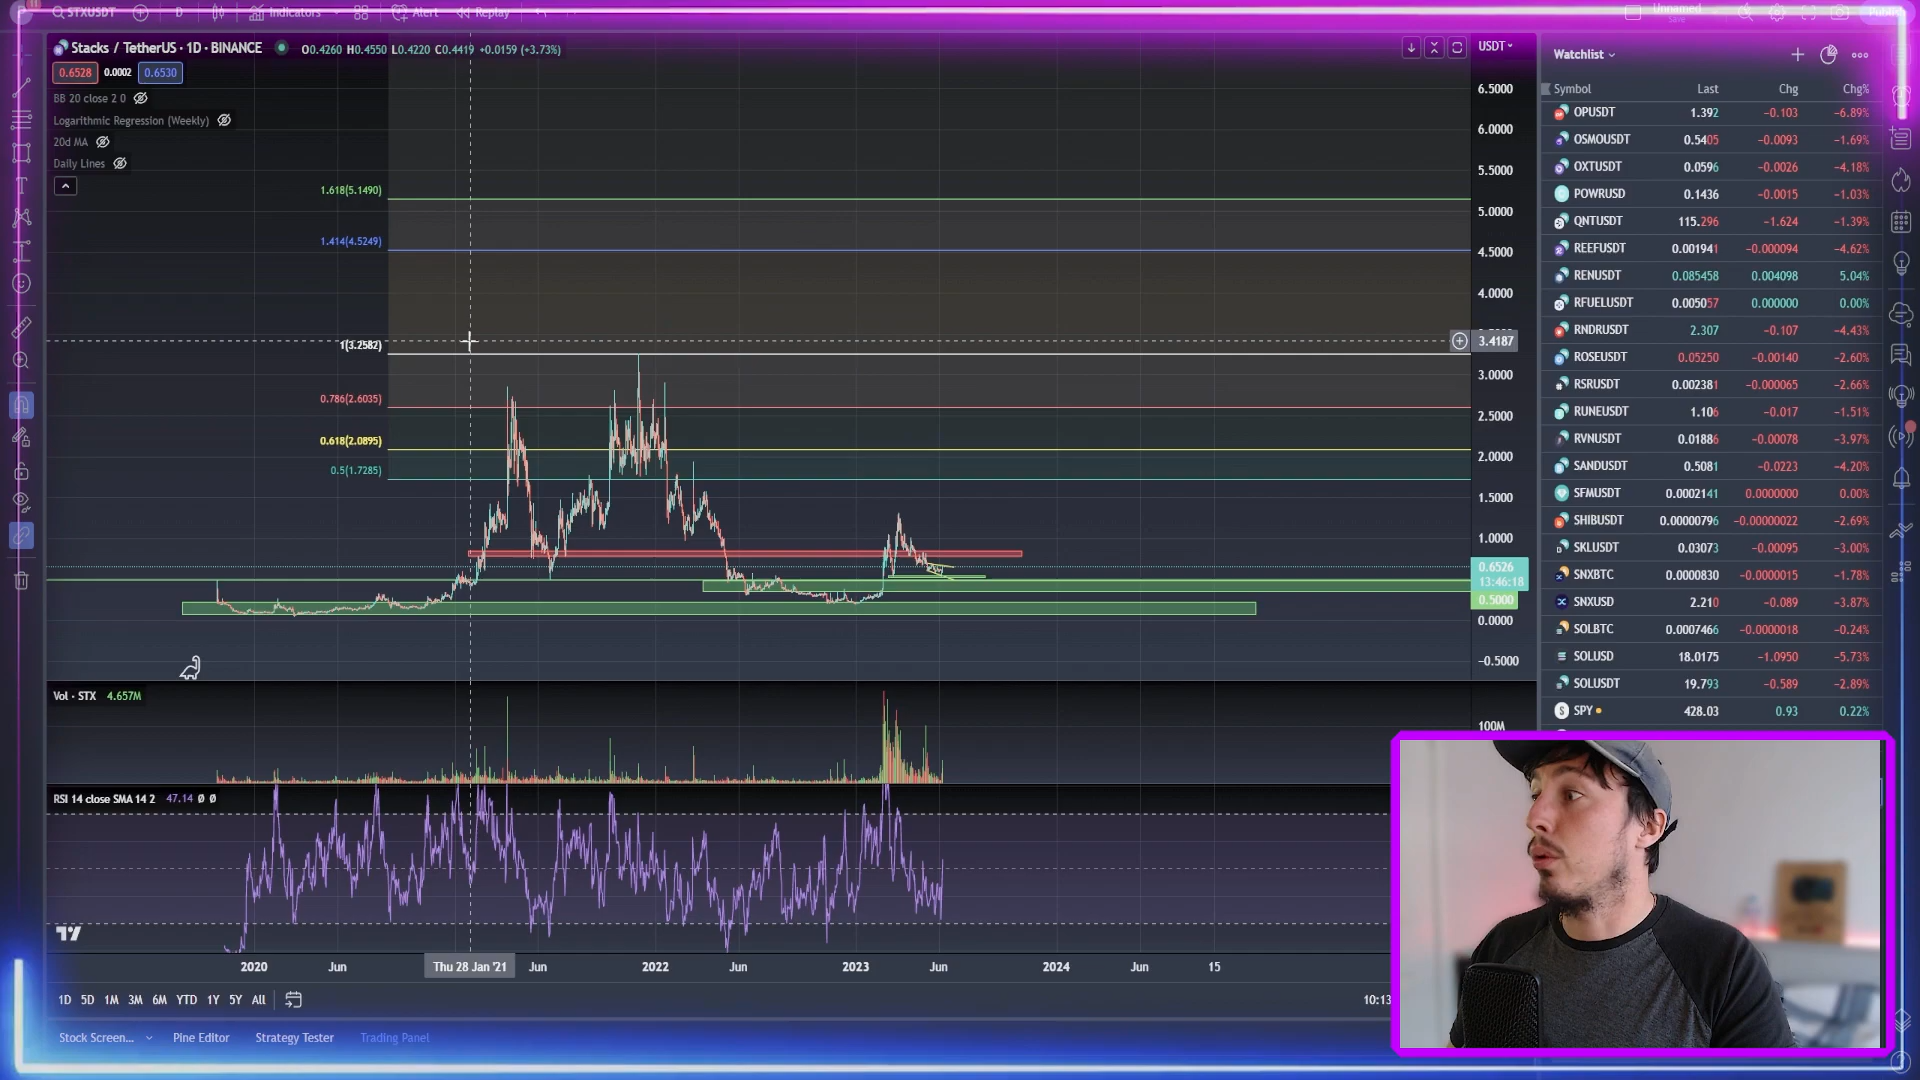 STXUSDT D Indicators Alert Replay Unnamed
Save
Stacks / TetherUS · 1D · BINANCE O0.4260 H0.4550 L0.4220 C0.4419 +0.0159 (+3.73%)
0.6528 0.0002 0.6530
BB 20 close 2 0
Logarithmic Regression (Weekly)
20d MA
Daily Lines
USDT
6.5000
6.0000
5.5000
5.0000
4.5000
4.0000
3.4187
3.0000
2.5000
2.0000
1.5000
1.0000
0.6526
13:46:18
0.5000
0.0000
−0.5000
1.618(5.1490)
1.414(4.5249)
1(3.2582)
0.786(2.6035)
0.618(2.0895)
0.5(1.7285)
Vol · STX 4.657M
100M
RSI 14 close SMA 14 2 47.14 Ø Ø
2020 Jun Thu 28 Jan '21 Jun 2022 Jun 2023 Jun 2024 Jun 15
1D 5D 1M 3M 6M YTD 1Y 5Y All 10:13
Stock Screen... Pine Editor Strategy Tester Trading Panel
Watchlist
Symbol Last Chg Chg%
OPUSDT 1.392 −0.103 −6.89%
OSMOUSDT 0.5405 −0.0093 −1.69%
OXTUSDT 0.0596 −0.0026 −4.18%
POWRUSD 0.1436 −0.0015 −1.03%
QNTUSDT 115.296 −1.624 −1.39%
REEFUSDT 0.001941 −0.000094 −4.62%
RENUSDT 0.085458 0.004098 5.04%
RFUELUSDT 0.005057 0.000000 0.00%
RNDRUSDT 2.307 −0.107 −4.43%
ROSEUSDT 0.05250 −0.00140 −2.60%
RSRUSDT 0.002381 −0.000065 −2.66%
RUNEUSDT 1.106 −0.017 −1.51%
RVNUSDT 0.01886 −0.00078 −3.97%
SANDUSDT 0.5081 −0.0223 −4.20%
SFMUSDT 0.0002141 0.0000000 0.00%
SHIBUSDT 0.00000796 −0.00000022 −2.69%
SKLUSDT 0.03073 −0.00095 −3.00%
SNXBTC 0.0000830 −0.0000015 −1.78%
SNXUSD 2.210 −0.089 −3.87%
SOLBTC 0.0007466 −0.0000018 −0.24%
SOLUSD 18.0175 −1.0950 −5.73%
SOLUSDT 19.793 −0.589 −2.89%
SPY 428.03 0.93 0.22%